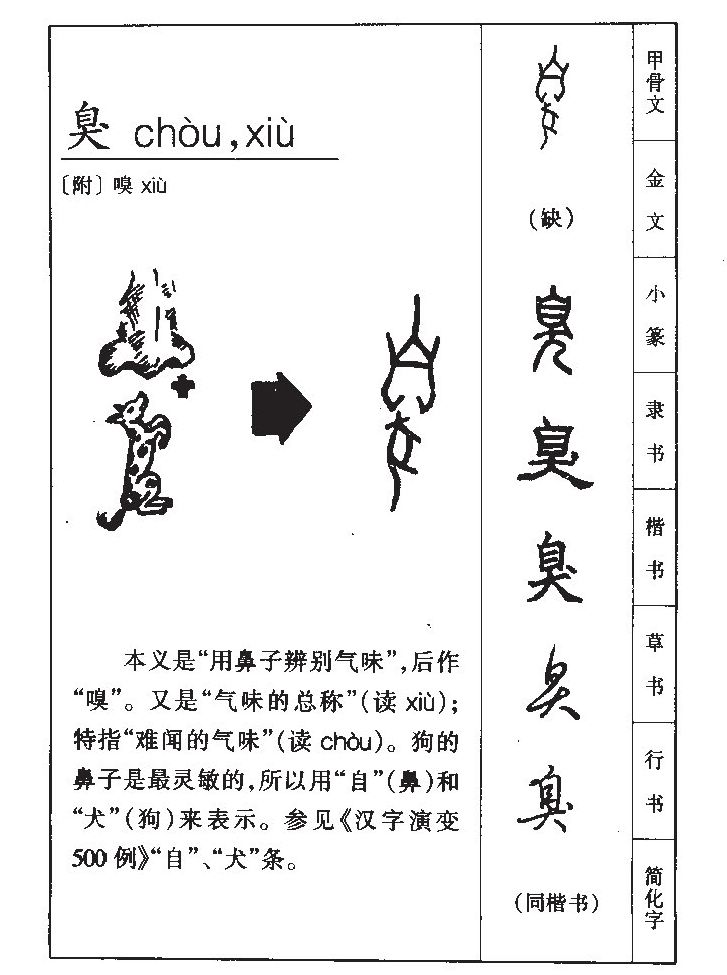 臭 chòu,xiù
〔附〕嗅 xiù
本义是“用鼻子辨别气味”,后作
“嗅”。又是“气味的总称”(读 xiù);
特指“难闻的气味”(读 chòu)。狗的
鼻子是最灵敏的,所以用“自”(鼻)和
“犬”(狗)来表示。参见《汉字演变
500 例》“自”、“犬”条。
甲骨文
金文
(缺)
小篆
臭
隶书
臭
楷书
臭
草书
臭
行书
臭
简化字
(同楷书)